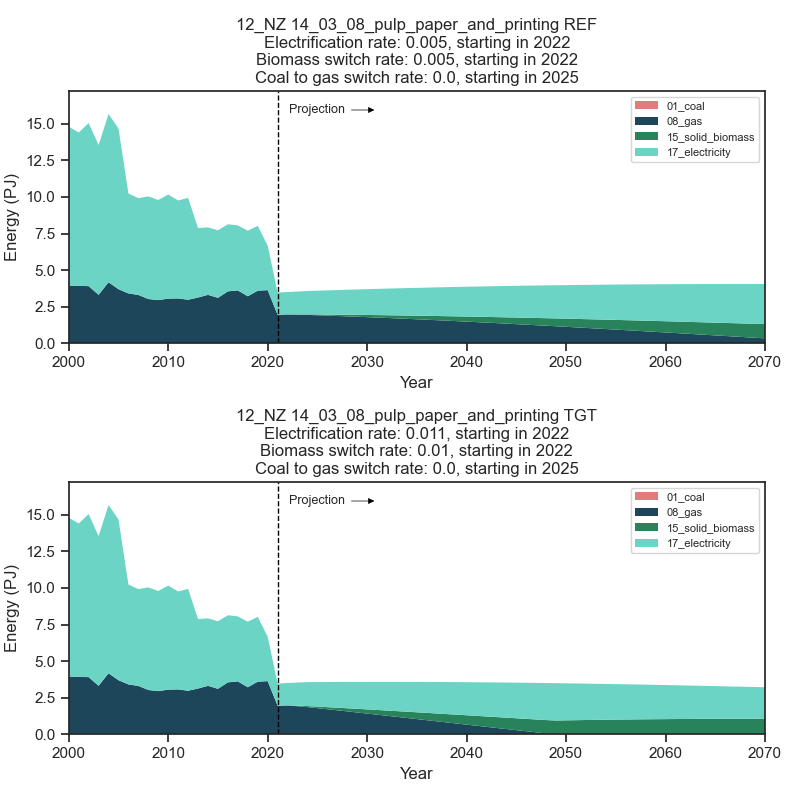 12_NZ 14_03_08_pulp_paper_and_printing REF
Electrification rate: 0.005, starting in 2022
Biomass switch rate: 0.005, starting in 2022
Coal to gas switch rate: 0.0, starting in 2025
Projection
01_coal
08_gas
15_solid_biomass
17_electricity
Energy (PJ)
15.0
12.5
10.0
7.5
5.0
2.5
0.0
2000 2010 2020 2030 2040 2050 2060 2070
Year
12_NZ 14_03_08_pulp_paper_and_printing TGT
Electrification rate: 0.011, starting in 2022
Biomass switch rate: 0.01, starting in 2022
Coal to gas switch rate: 0.0, starting in 2025
Projection
01_coal
08_gas
15_solid_biomass
17_electricity
Energy (PJ)
15.0
12.5
10.0
7.5
5.0
2.5
0.0
2000 2010 2020 2030 2040 2050 2060 2070
Year